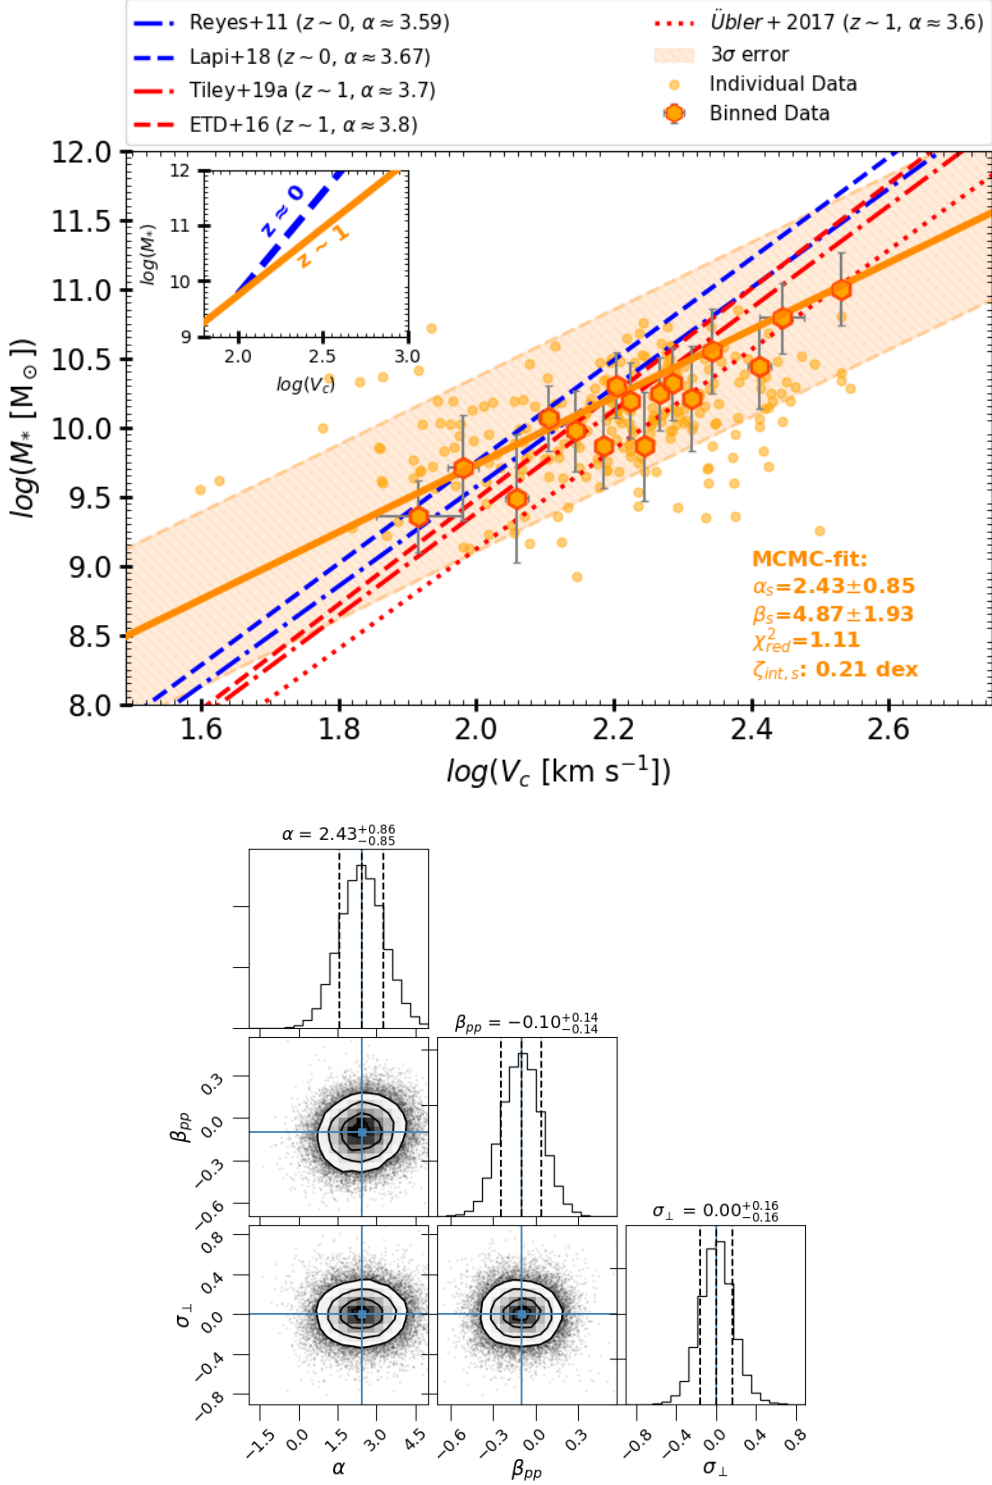 Reyes+11 (z ~ 0, α ≈ 3.59)
Lapi+18 (z ~ 0, α ≈ 3.67)
Tiley+19a (z ~ 1, α ≈ 3.7)
ETD+16 (z ~ 1, α ≈ 3.8)
Übler + 2017 (z ~ 1, α ≈ 3.6)
3σ error
Individual Data
Binned Data
12.0
11.5
11.0
10.5
10.0
9.5
9.0
8.5
8.0
log(M* [M⊙])
12
11
10
9
log(M*)
z ≈ 0
z ~ 1
2.0 2.5 3.0
log(Vc)
MCMC-fit:
αs=2.43±0.85
βs=4.87±1.93
χ²red=1.11
ζint,s: 0.21 dex
1.6 1.8 2.0 2.2 2.4 2.6
log(Vc [km s⁻¹])
α = 2.43+0.86−0.85
βpp = −0.10+0.14−0.14
0.3
0.0
−0.3
−0.6
βpp
σ⊥ = 0.00+0.16−0.16
0.8
0.4
0.0
−0.4
−0.8
σ⊥
−1.5 0.0 1.5 3.0 4.5
α
−0.6 −0.3 0.0 0.3
βpp
−0.8 −0.4 0.0 0.4 0.8
σ⊥